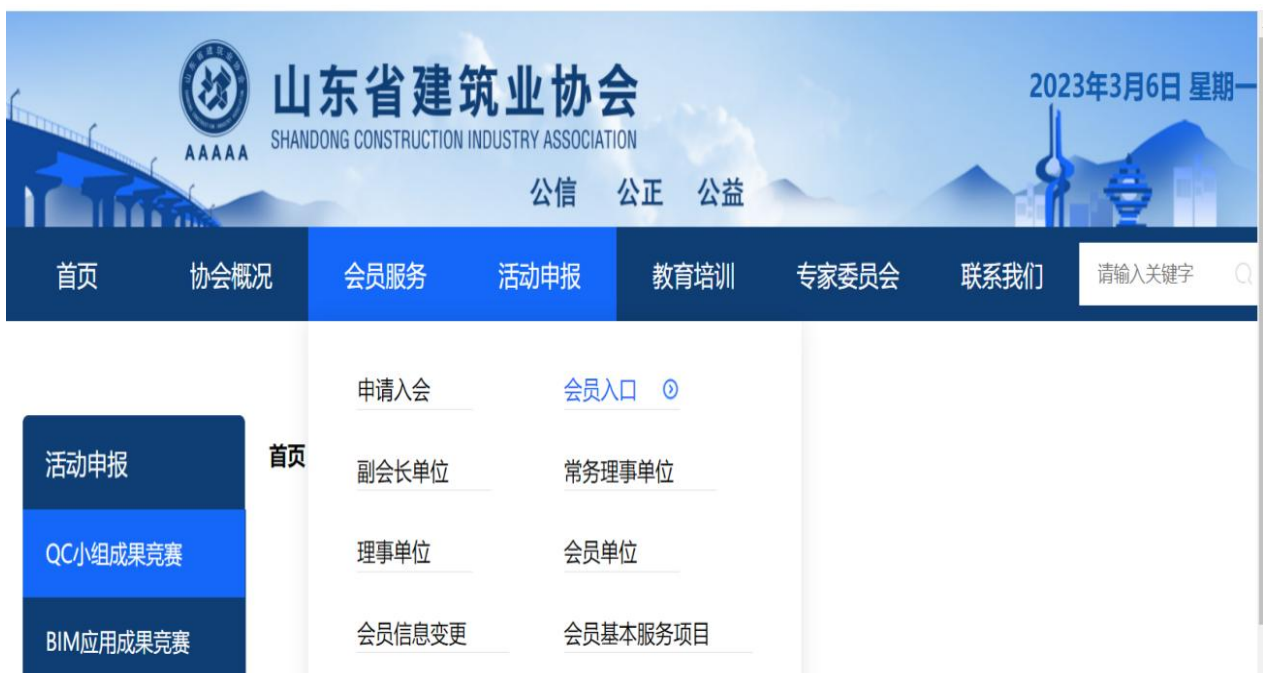 山东省建筑业协会
2023年3月6日 星期一
SHANDONG CONSTRUCTION INDUSTRY ASSOCIATION
AAAAA
公信 公正 公益
首页 协会概况 会员服务 活动申报 教育培训 专家委员会 联系我们 请输入关键字
申请入会 会员入口
活动申报 首页
副会长单位 常务理事单位
QC小组成果竞赛
理事单位 会员单位
BIM应用成果竞赛
会员信息变更 会员基本服务项目